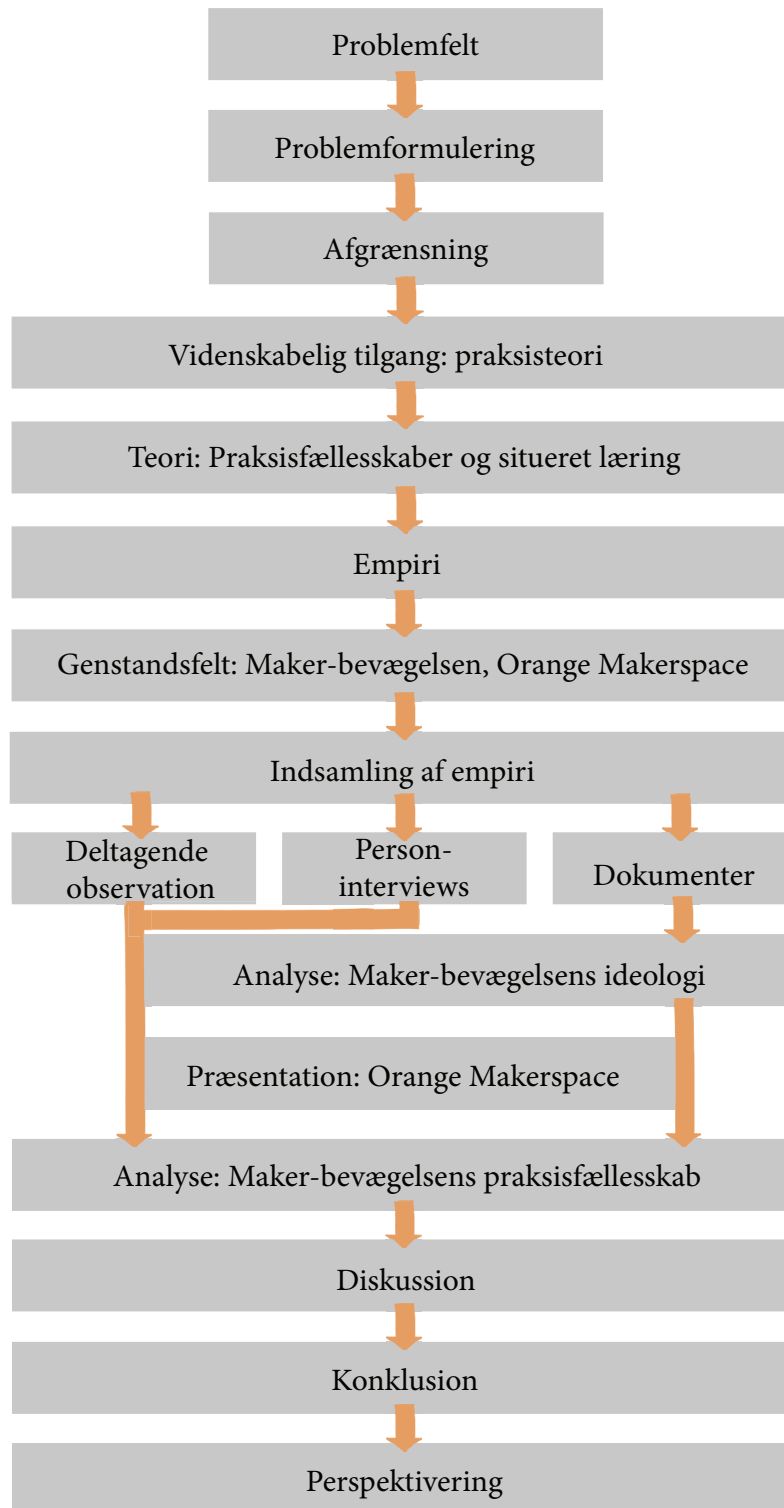 Problemfelt
Problemformulering
Afgrænsning
Videnskabelig tilgang: praksisteori
Teori: Praksisfællesskaber og situeret læring
Empiri
Genstandsfelt: Maker-bevægelsen, Orange Makerspace
Indsamling af empiri
Deltagende
observation
Person-
interviews
Dokumenter
Analyse: Maker-bevægelsens ideologi
Præsentation: Orange Makerspace
Analyse: Maker-bevægelsens praksisfællesskab
Diskussion
Konklusion
Perspektivering